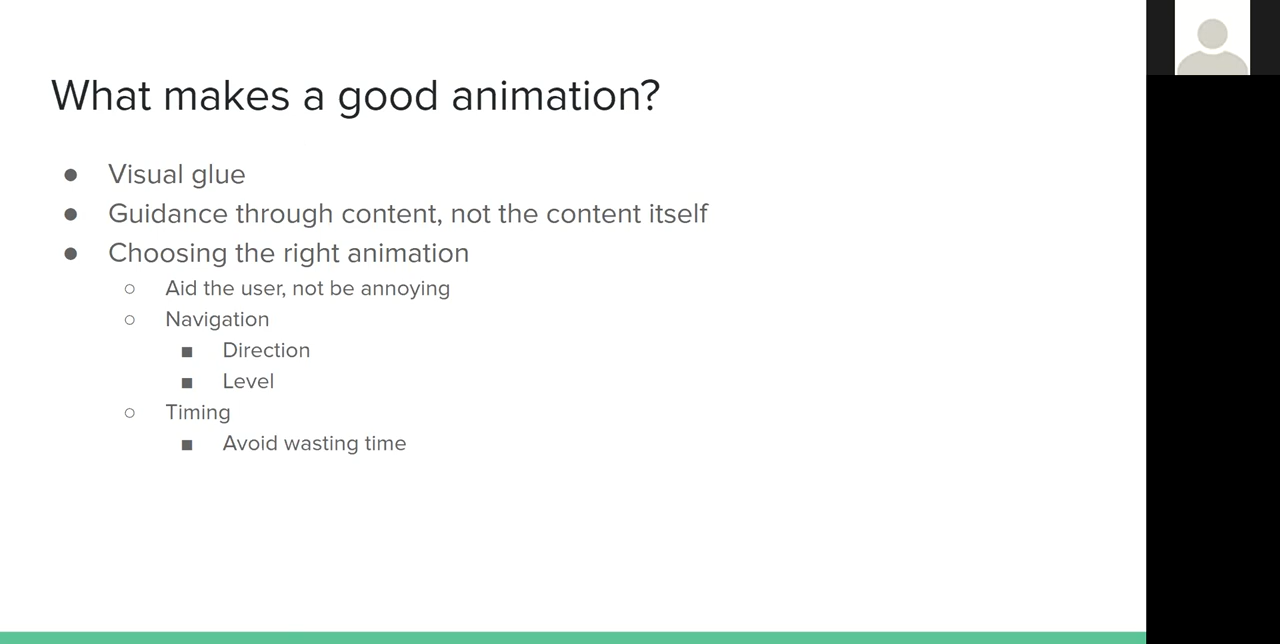 What makes a good animation?
● Visual glue
● Guidance through content, not the content itself
● Choosing the right animation
○ Aid the user, not be annoying
○ Navigation
■ Direction
■ Level
○ Timing
■ Avoid wasting time